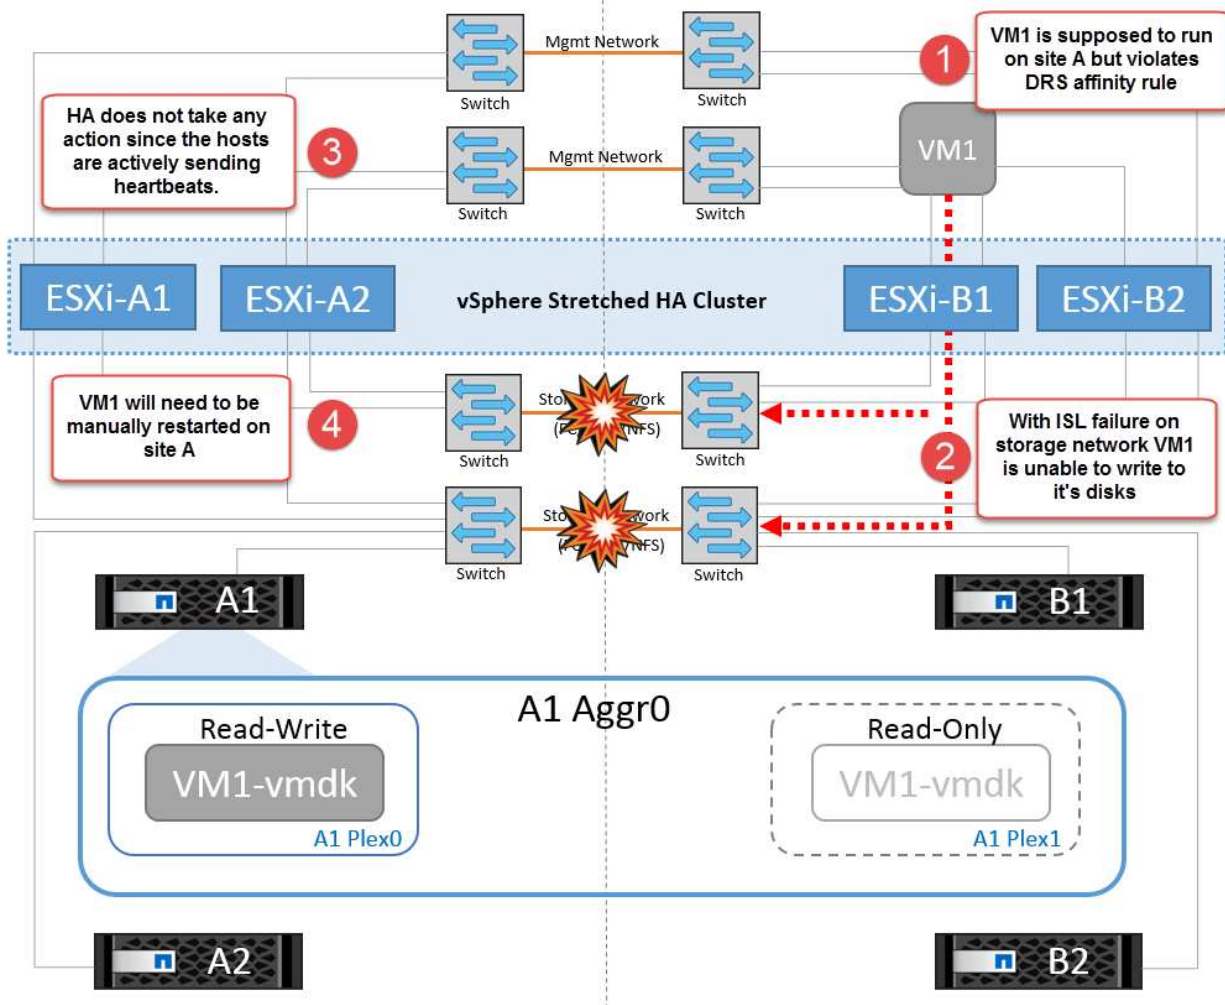 Mgmt Network
Switch
Switch
1
VM1 is supposed to run
on site A but violates
DRS affinity rule
HA does not take any
action since the hosts
are actively sending
heartbeats.
3
Mgmt Network
Switch
Switch
VM1
ESXi-A1
ESXi-A2
vSphere Stretched HA Cluster
ESXi-B1
ESXi-B2
VM1 will need to be
manually restarted on
site A
4
Switch
Switch
2
With ISL failure on
storage network VM1
is unable to write to
it's disks
Switch
Switch
A1
B1
A1 Aggr0
Read-Write
VM1-vmdk
A1 Plex0
Read-Only
VM1-vmdk
A1 Plex1
A2
B2